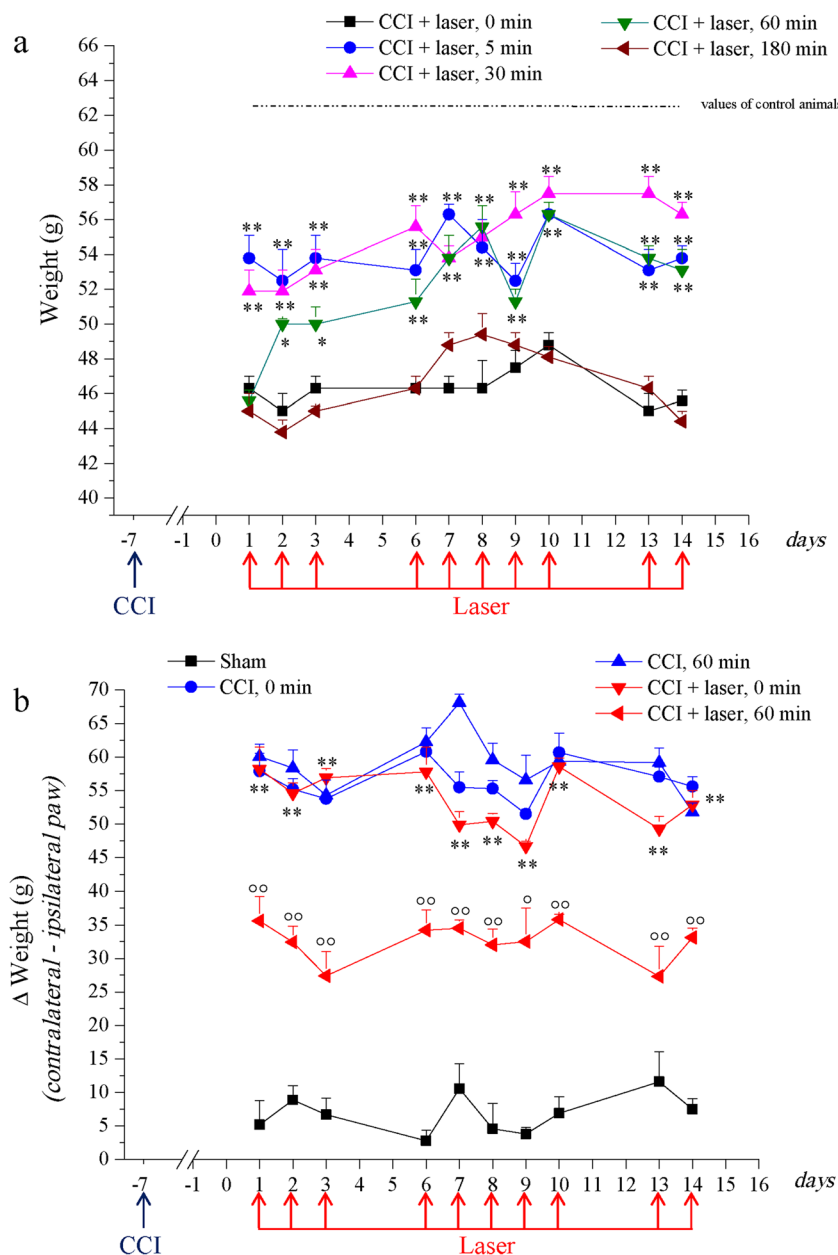 a
CCI + laser, 0 min
CCI + laser, 5 min
CCI + laser, 30 min
CCI + laser, 60 min
CCI + laser, 180 min
values of control animals
66
64
62
60
58
56
54
52
50
48
46
44
42
40
Weight (g)
** ** ** ** ** ** ** ** ** **
** **
** ** ** ** ** ** ** **
** ** ** **
* * ** **
-7 -1 0 1 2 3 4 5 6 7 8 9 10 11 12 13 14 15 16 days
CCI
Laser
b
Sham
CCI, 0 min
CCI, 60 min
CCI + laser, 0 min
CCI + laser, 60 min
70
65
60
55
50
45
40
35
30
25
20
15
10
5
0
Δ Weight (g)
(contralateral - ipsilateral paw)
** ** ** ** ** ** ** ** ** **
°° °° °° °° °° °° ° °° °° °°
-7 -1 0 1 2 3 4 5 6 7 8 9 10 11 12 13 14 15 16 days
CCI
Laser